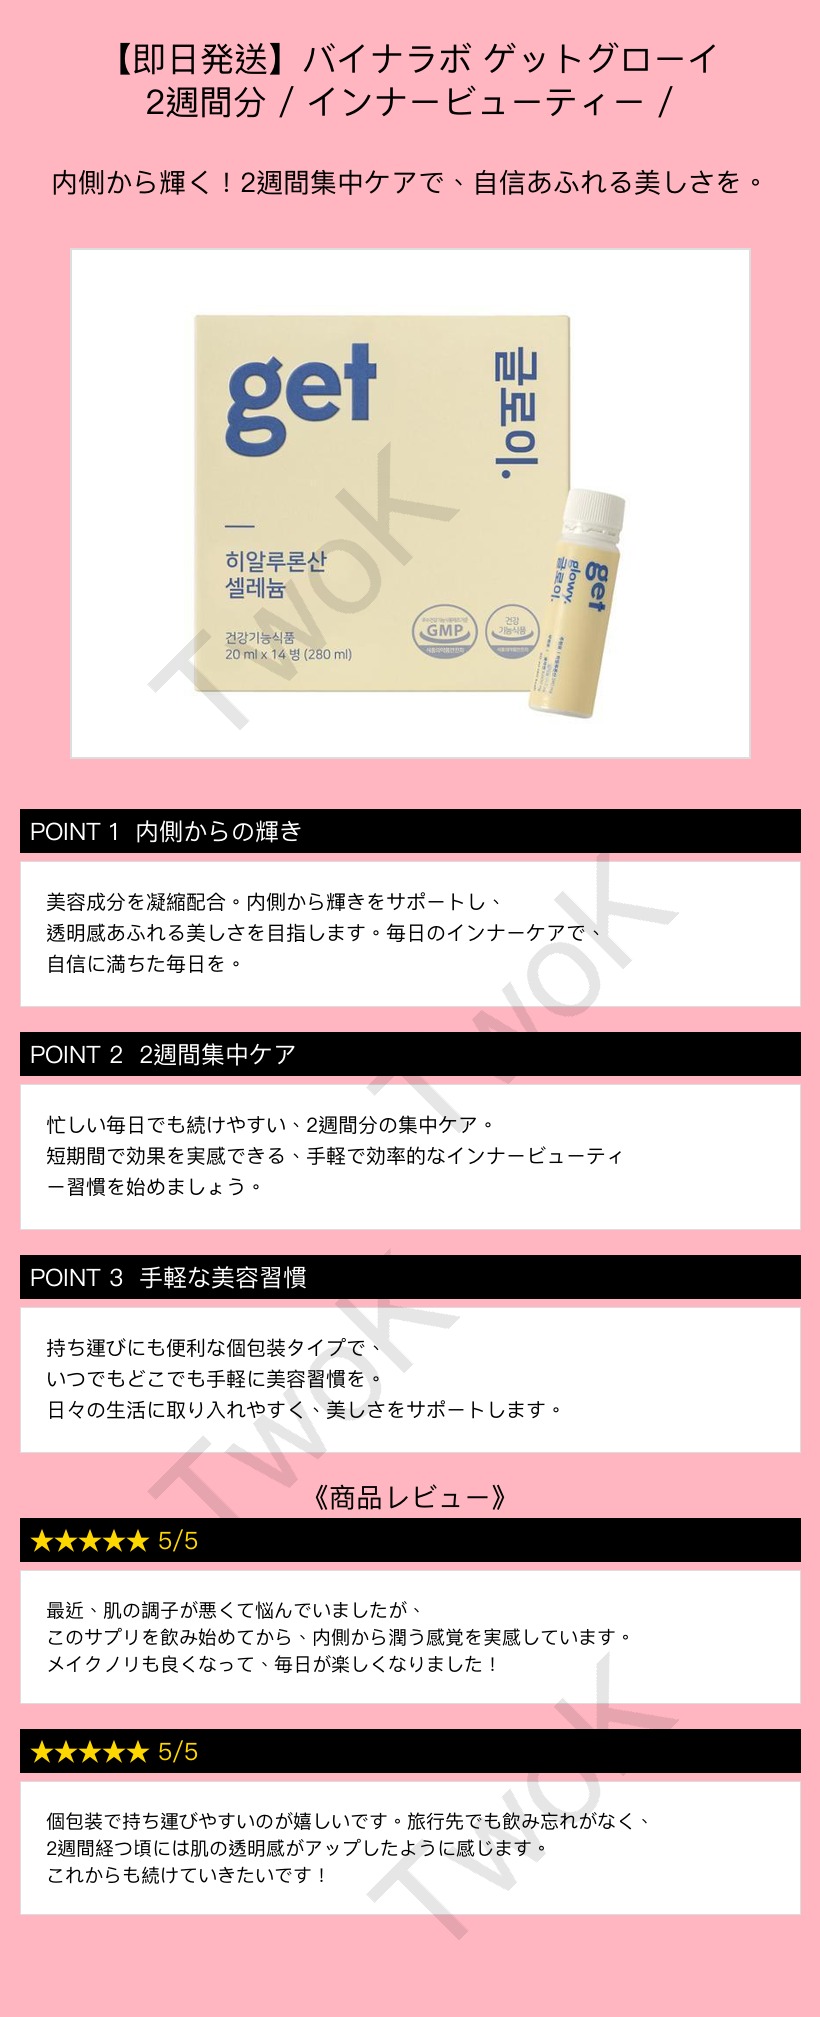 【即日発送】バイナラボ ゲットグローイ
2週間分 / インナービューティー /
内側から輝く！2週間集中ケアで、自信あふれる美しさを。
get
글로이.
히알루론산
셀레늄
건강기능식품
20 ml x 14 병 (280 ml)
GMP
식품의약품안전처
건강
기능식품
식품의약품안전처
get
glowy.
글로이.
TwoK
POINT 1 内側からの輝き
美容成分を凝縮配合。内側から輝きをサポートし、
透明感あふれる美しさを目指します。毎日のインナーケアで、
自信に満ちた毎日を。
TwoK
POINT 2 2週間集中ケア
忙しい毎日でも続けやすい、2週間分の集中ケア。
短期間で効果を実感できる、手軽で効率的なインナービューティ
ー習慣を始めましょう。
POINT 3 手軽な美容習慣
持ち運びにも便利な個包装タイプで、
いつでもどこでも手軽に美容習慣を。
日々の生活に取り入れやすく、美しさをサポートします。
TwoK
《商品レビュー》
★★★★★ 5/5
最近、肌の調子が悪くて悩んでいましたが、
このサプリを飲み始めてから、内側から潤う感覚を実感しています。
メイクノリも良くなって、毎日が楽しくなりました！
★★★★★ 5/5
個包装で持ち運びやすいのが嬉しいです。旅行先でも飲み忘れがなく、
2週間経つ頃には肌の透明感がアップしたように感じます。
これからも続けていきたいです！
TwoK